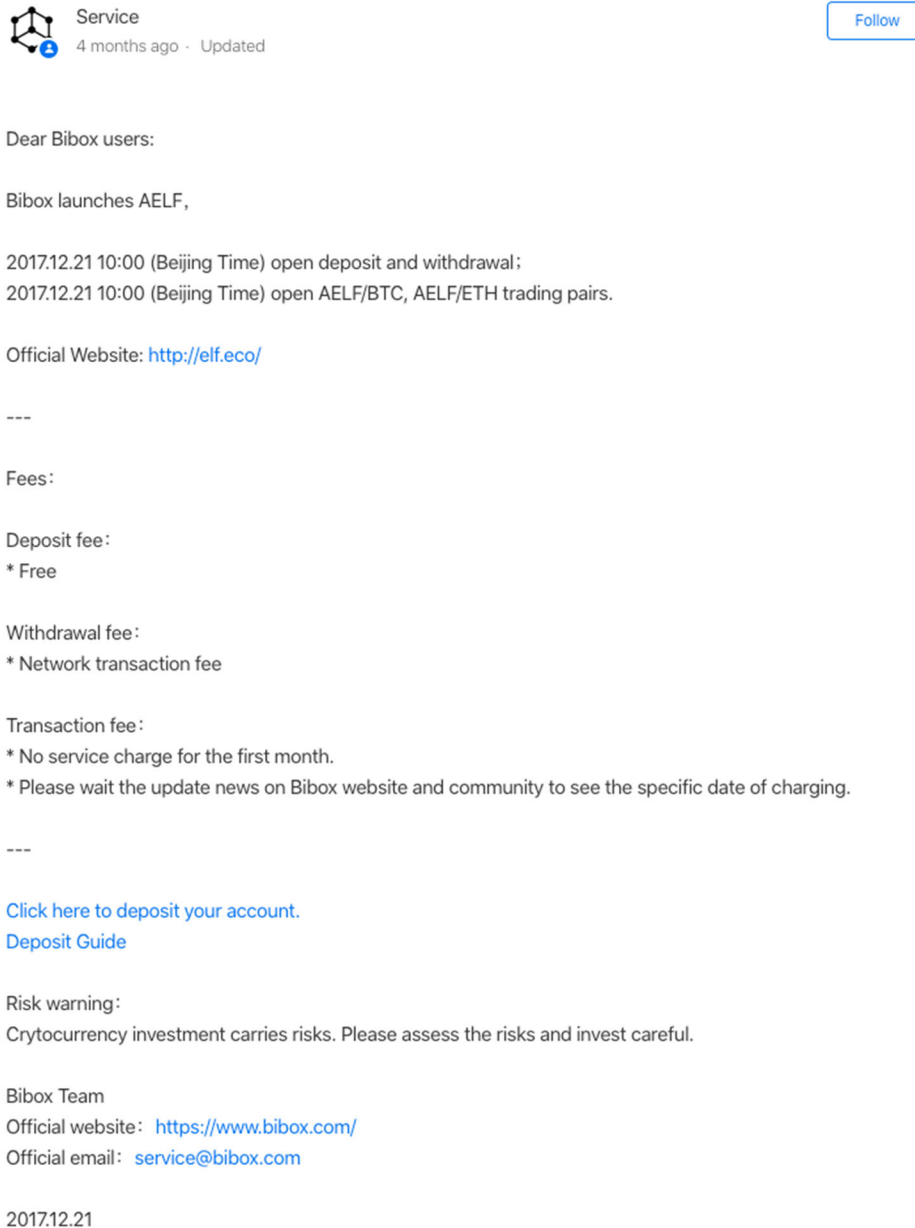 Service
Follow
4 months ago · Updated
Dear Bibox users:
Bibox launches AELF，
2017.12.21 10:00 (Beijing Time) open deposit and withdrawal；
2017.12.21 10:00 (Beijing Time) open AELF/BTC, AELF/ETH trading pairs.
Official Website: http://elf.eco/
---
Fees：
Deposit fee：
* Free
Withdrawal fee：
* Network transaction fee
Transaction fee：
* No service charge for the first month.
* Please wait the update news on Bibox website and community to see the specific date of charging.
---
Click here to deposit your account.
Deposit Guide
Risk warning：
Crytocurrency investment carries risks. Please assess the risks and invest careful.
Bibox Team
Official website： https://www.bibox.com/
Official email： service@bibox.com
2017.12.21